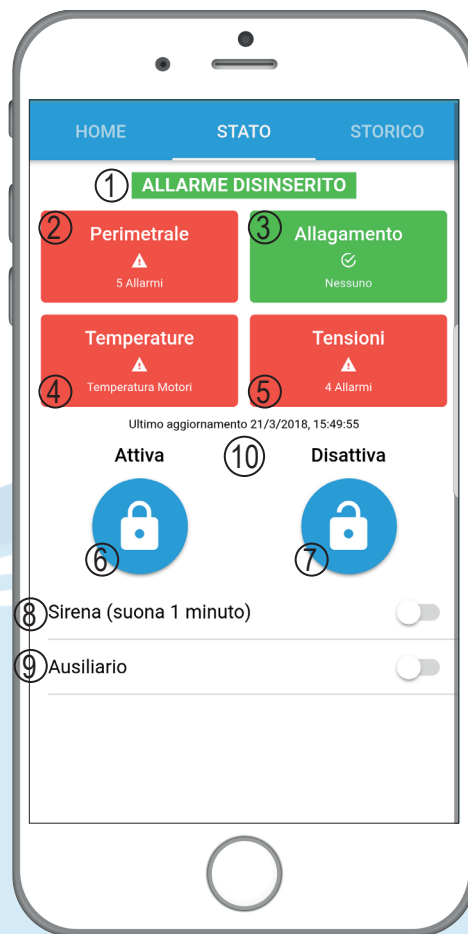 HOME STATO STORICO
① ALLARME DISINSERITO
② Perimetrale ③ Allagamento
5 Allarmi Nessuno
Temperature Tensioni
④ Temperatura Motori ⑤ 4 Allarmi
Ultimo aggiornamento 21/3/2018, 15:49:55
Attiva ⑩ Disattiva
⑥ ⑦
⑧ Sirena (suona 1 minuto)
⑨ Ausiliario